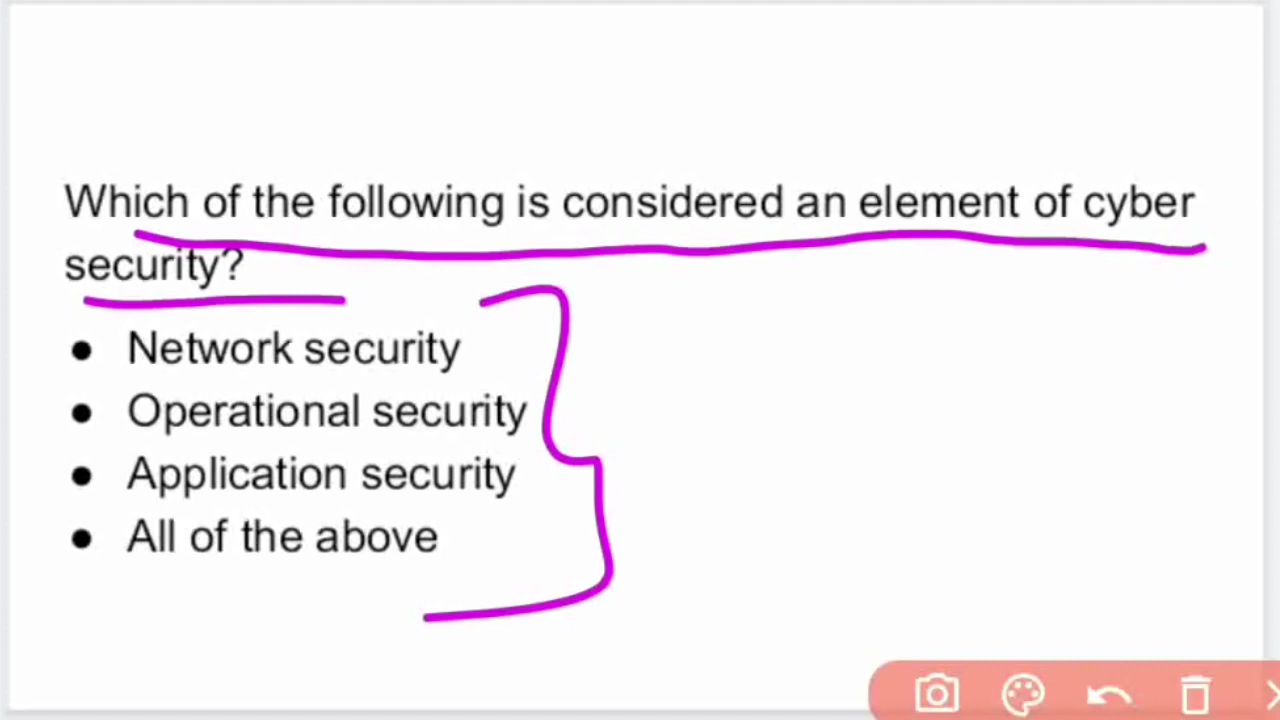 Which of the following is considered an element of cyber
security?
● Network security
● Operational security
● Application security
● All of the above